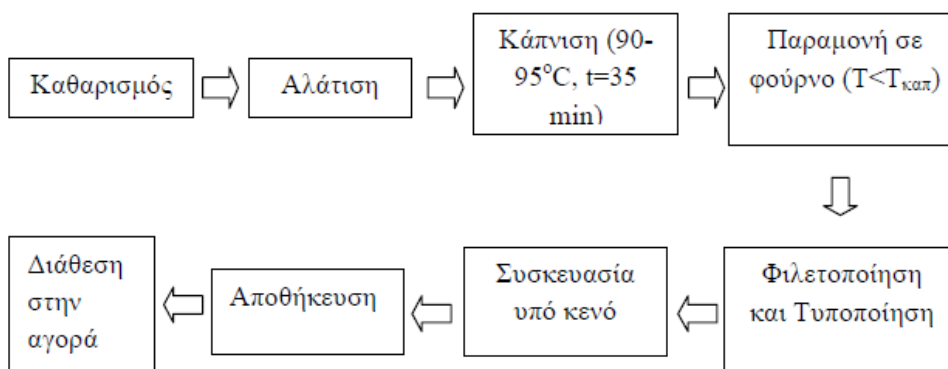 Καθαρισμός
Αλάτιση
Κάπνιση (90-
95°C, t=35
min)
Παραμονή σε
φούρνο (Τ<Τκαπ)
Φιλετοποίηση
και Τυποποίηση
Συσκευασία
υπό κενό
Αποθήκευση
Διάθεση
στην
αγορά